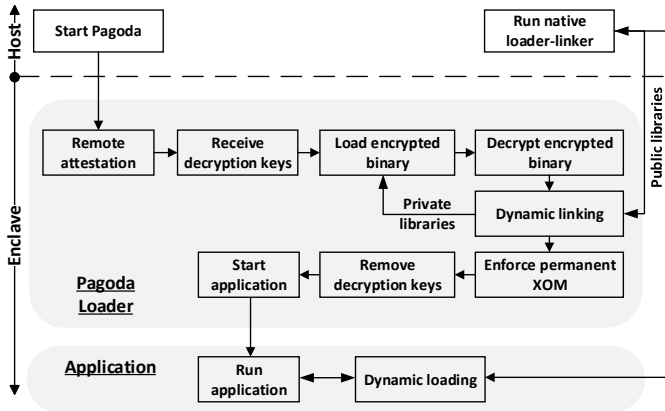 Host
Start Pagoda
Run native
loader-linker
Public libraries
Enclave
Remote
attestation
Receive
decryption keys
Load encrypted
binary
Decrypt encrypted
binary
Private
libraries
Dynamic linking
Start
application
Remove
decryption keys
Enforce permanent
XOM
Pagoda
Loader
Application
Run
application
Dynamic loading